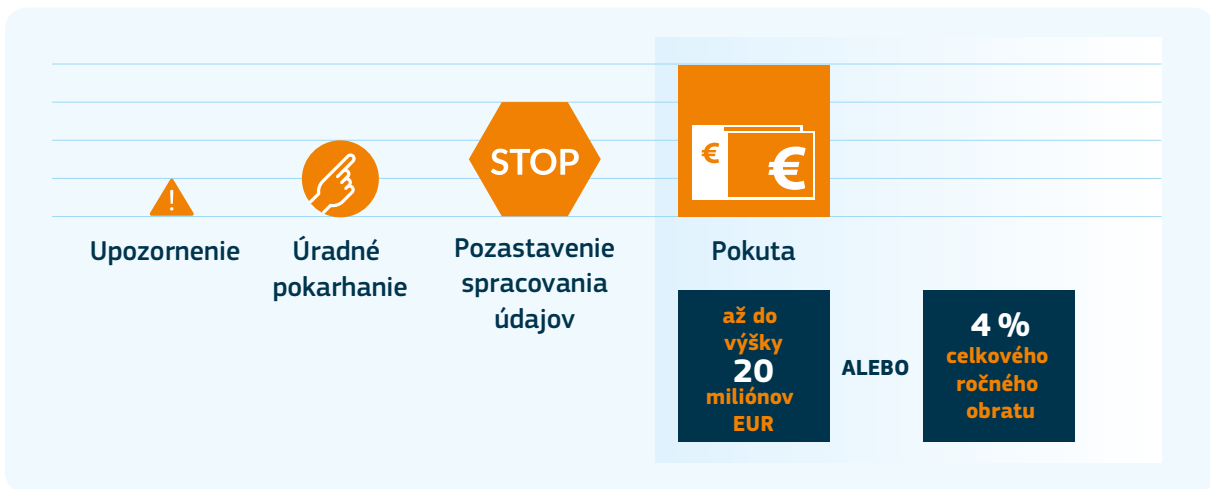 STOP
€
€
Upozornenie
Úradné
pokarhanie
Pozastavenie
spracovania
údajov
Pokuta
až do
výšky
20
miliónov
EUR
ALEBO
4 %
celkového
ročného
obratu